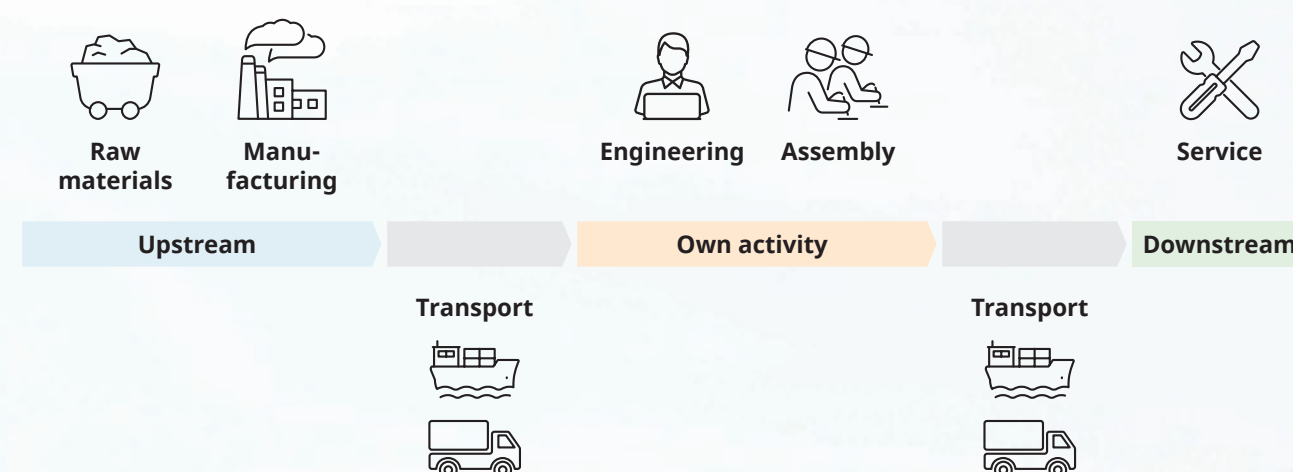 Raw
materials
Manu-
facturing
Engineering
Assembly
Service
Upstream
Own activity
Downstream
Transport
Transport